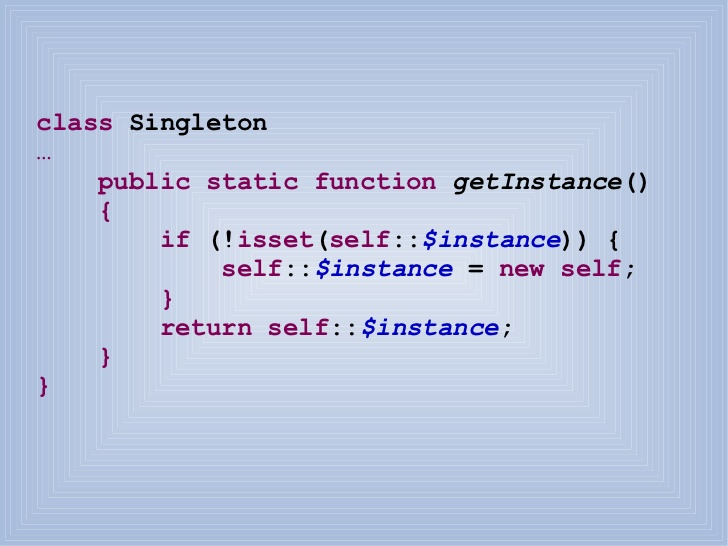 class Singleton
…
    public static function getInstance()
    {
        if (!isset(self::$instance)) {
            self::$instance = new self;
        }
        return self::$instance;
    }
}